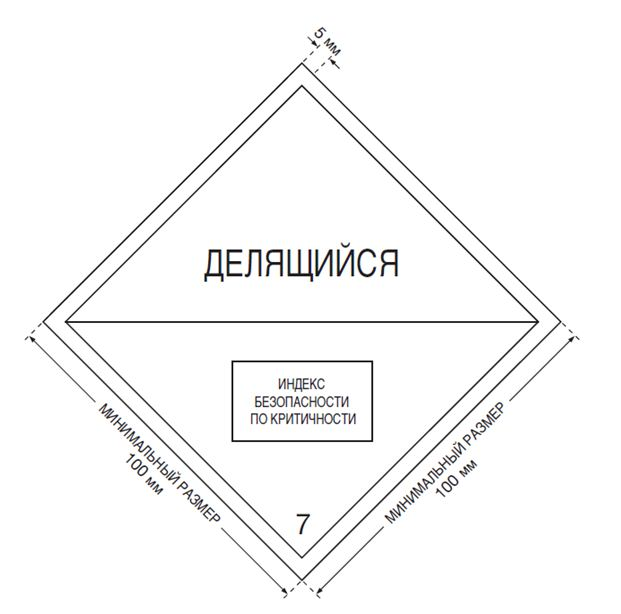 5 мм
ДЕЛЯЩИЙСЯ
ИНДЕКС
БЕЗОПАСНОСТИ
ПО КРИТИЧНОСТИ
МИНИМАЛЬНЫЙ РАЗМЕР
100 мм
МИНИМАЛЬНЫЙ РАЗМЕР
100 мм
7